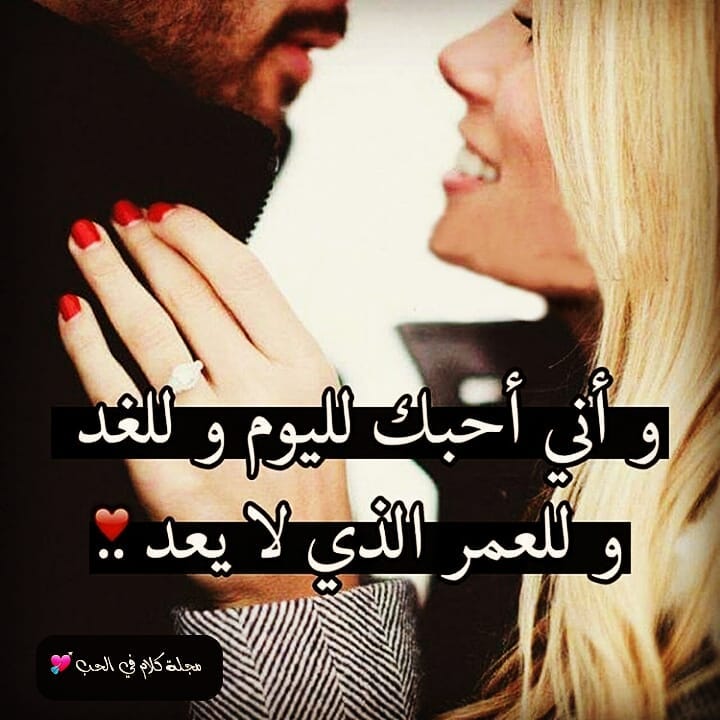 و أني أحبك لليوم و للغد
و للعمر الذي لا يعد ..❣️
مجلة كلام في الحب 💘